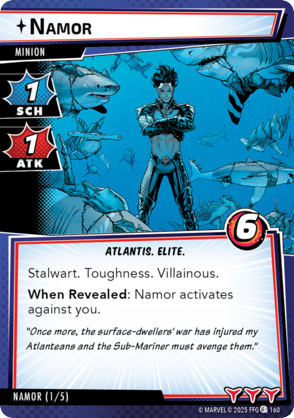 NAMOR
MINION
1
SCH
1
ATK
6
ATLANTIS. ELITE.
Stalwart. Toughness. Villainous.
When Revealed: Namor activates
against you.
"Once more, the surface-dwellers' war has injured my
Atlanteans and the Sub-Mariner must avenge them."
NAMOR (1/5)
© MARVEL © 2025 FFG 160